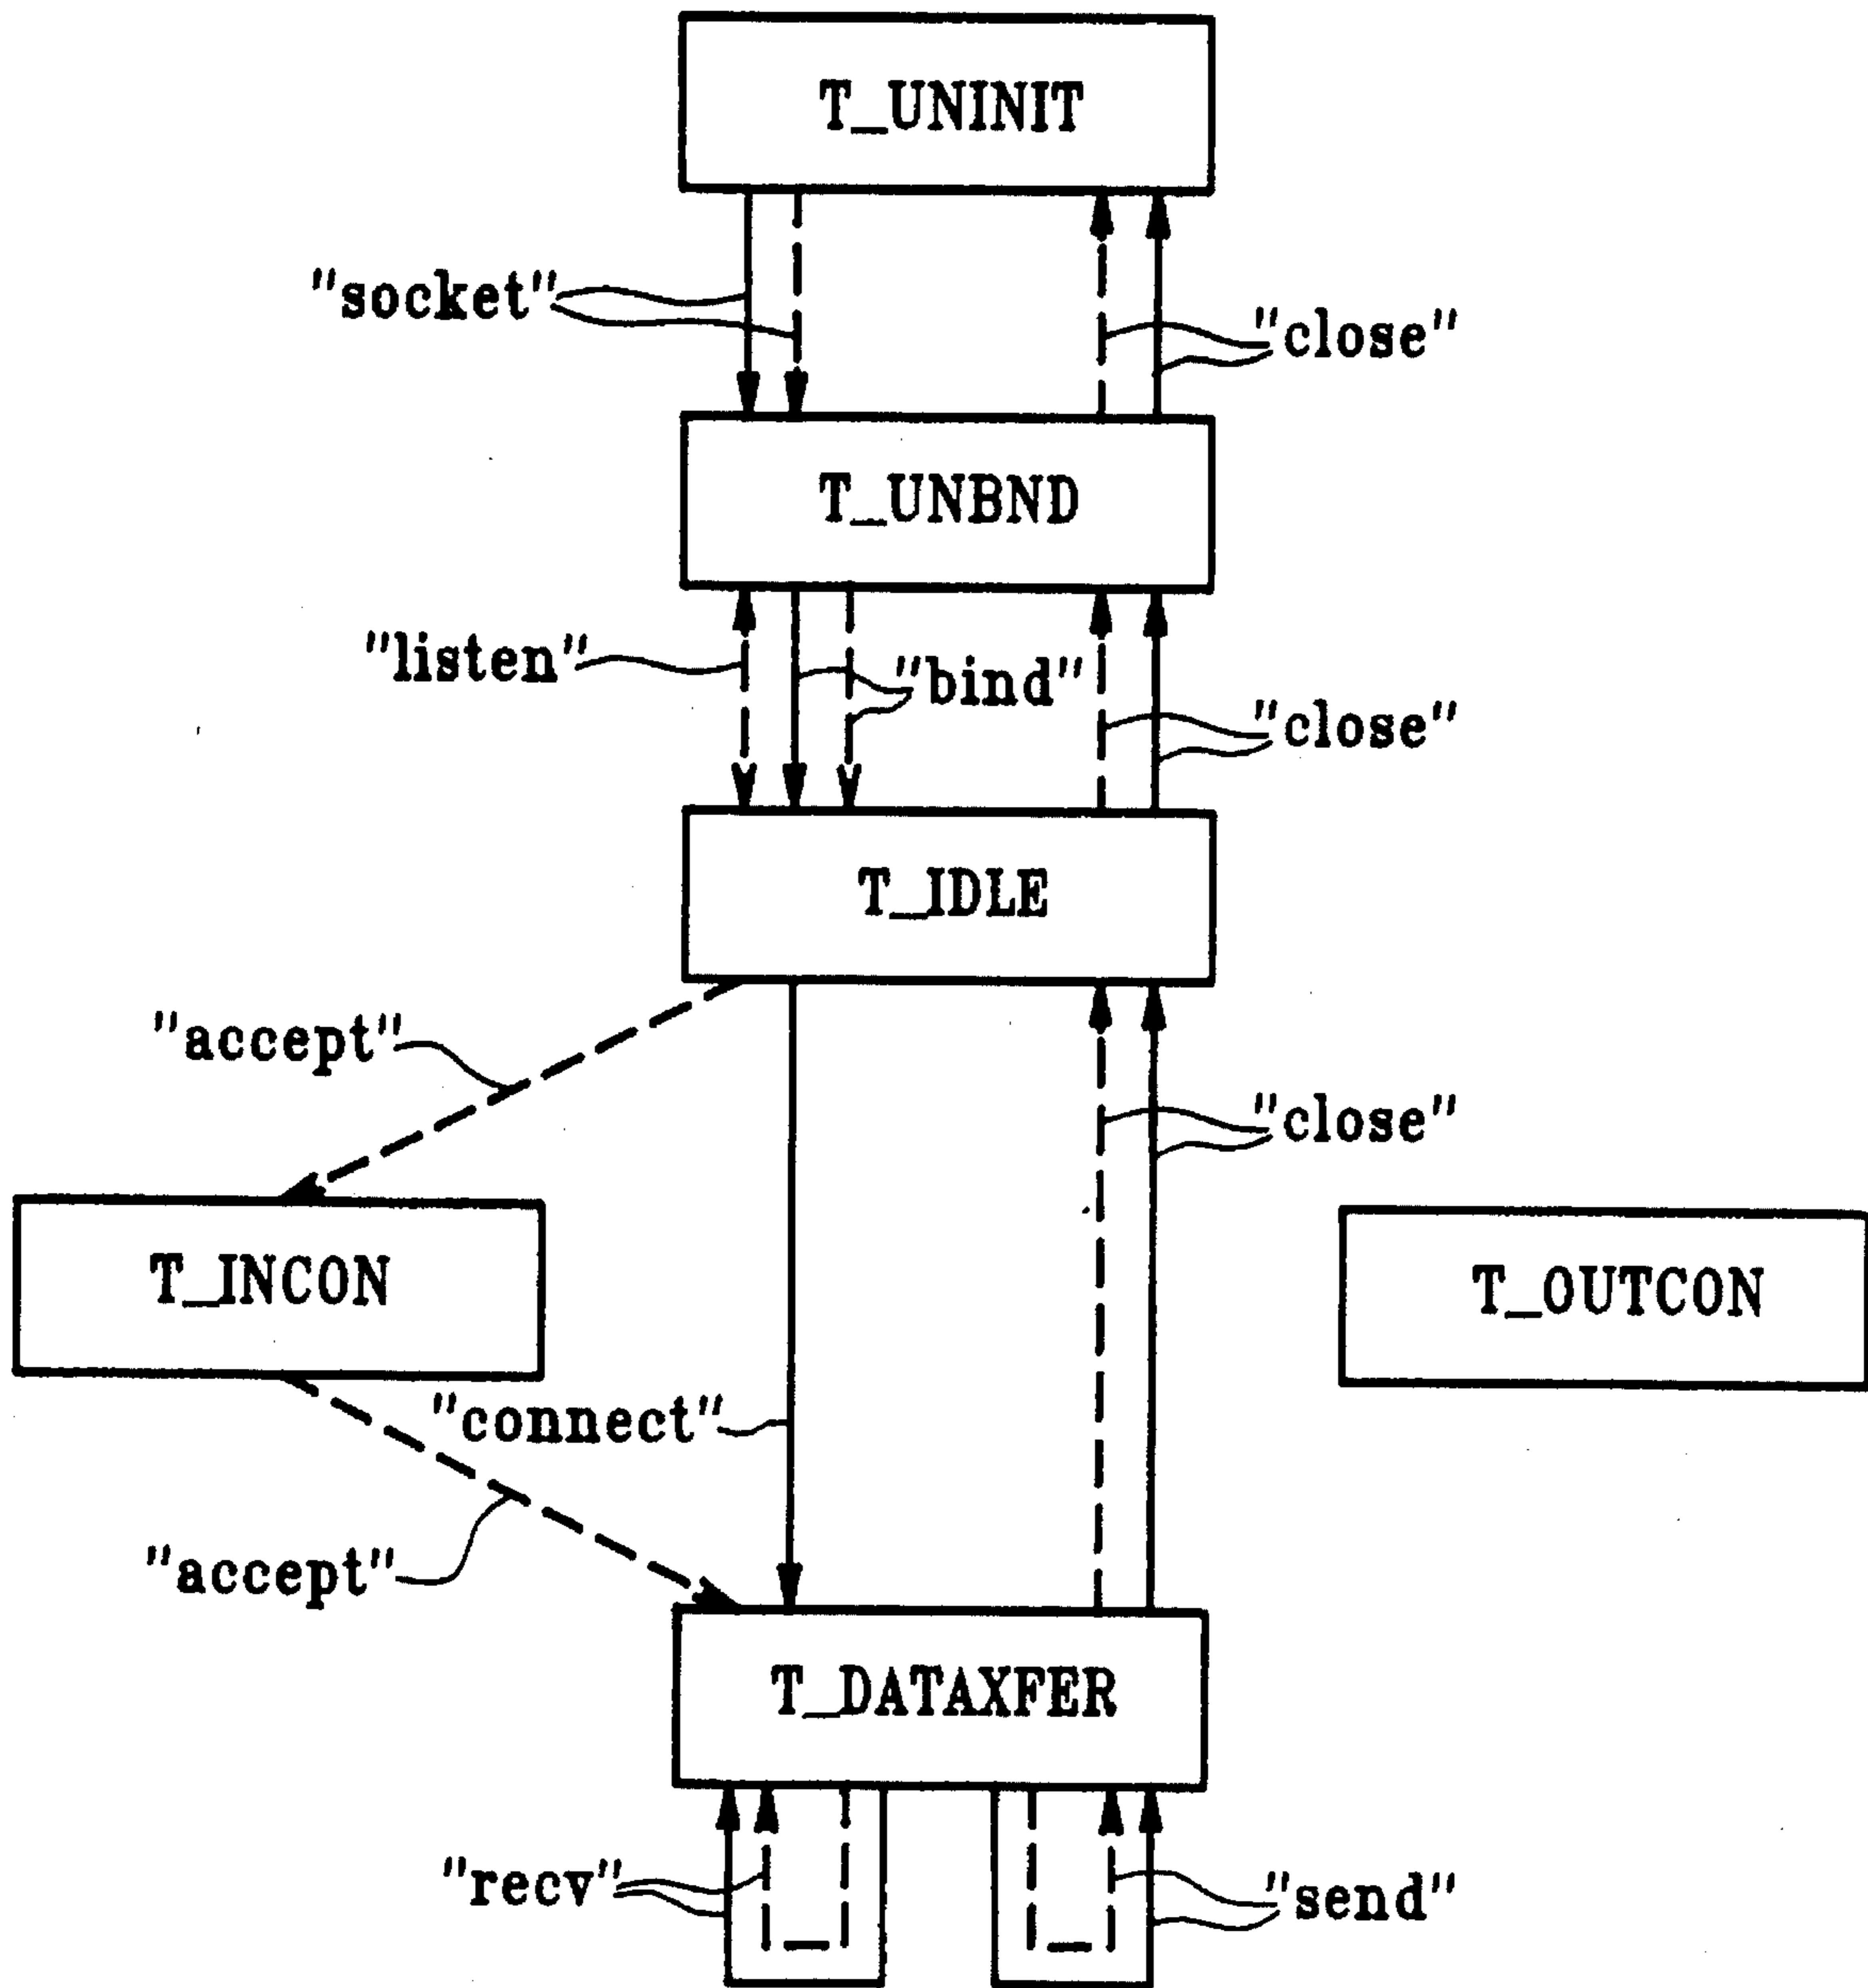 T_UNINIT
"socket"
"close"
T_UNBND
"listen"
"bind"
"close"
T_IDLE
"accept"
"close"
T_INCON
T_OUTCON
"connect"
"accept"
T_DATAXFER
"recv"
"send"